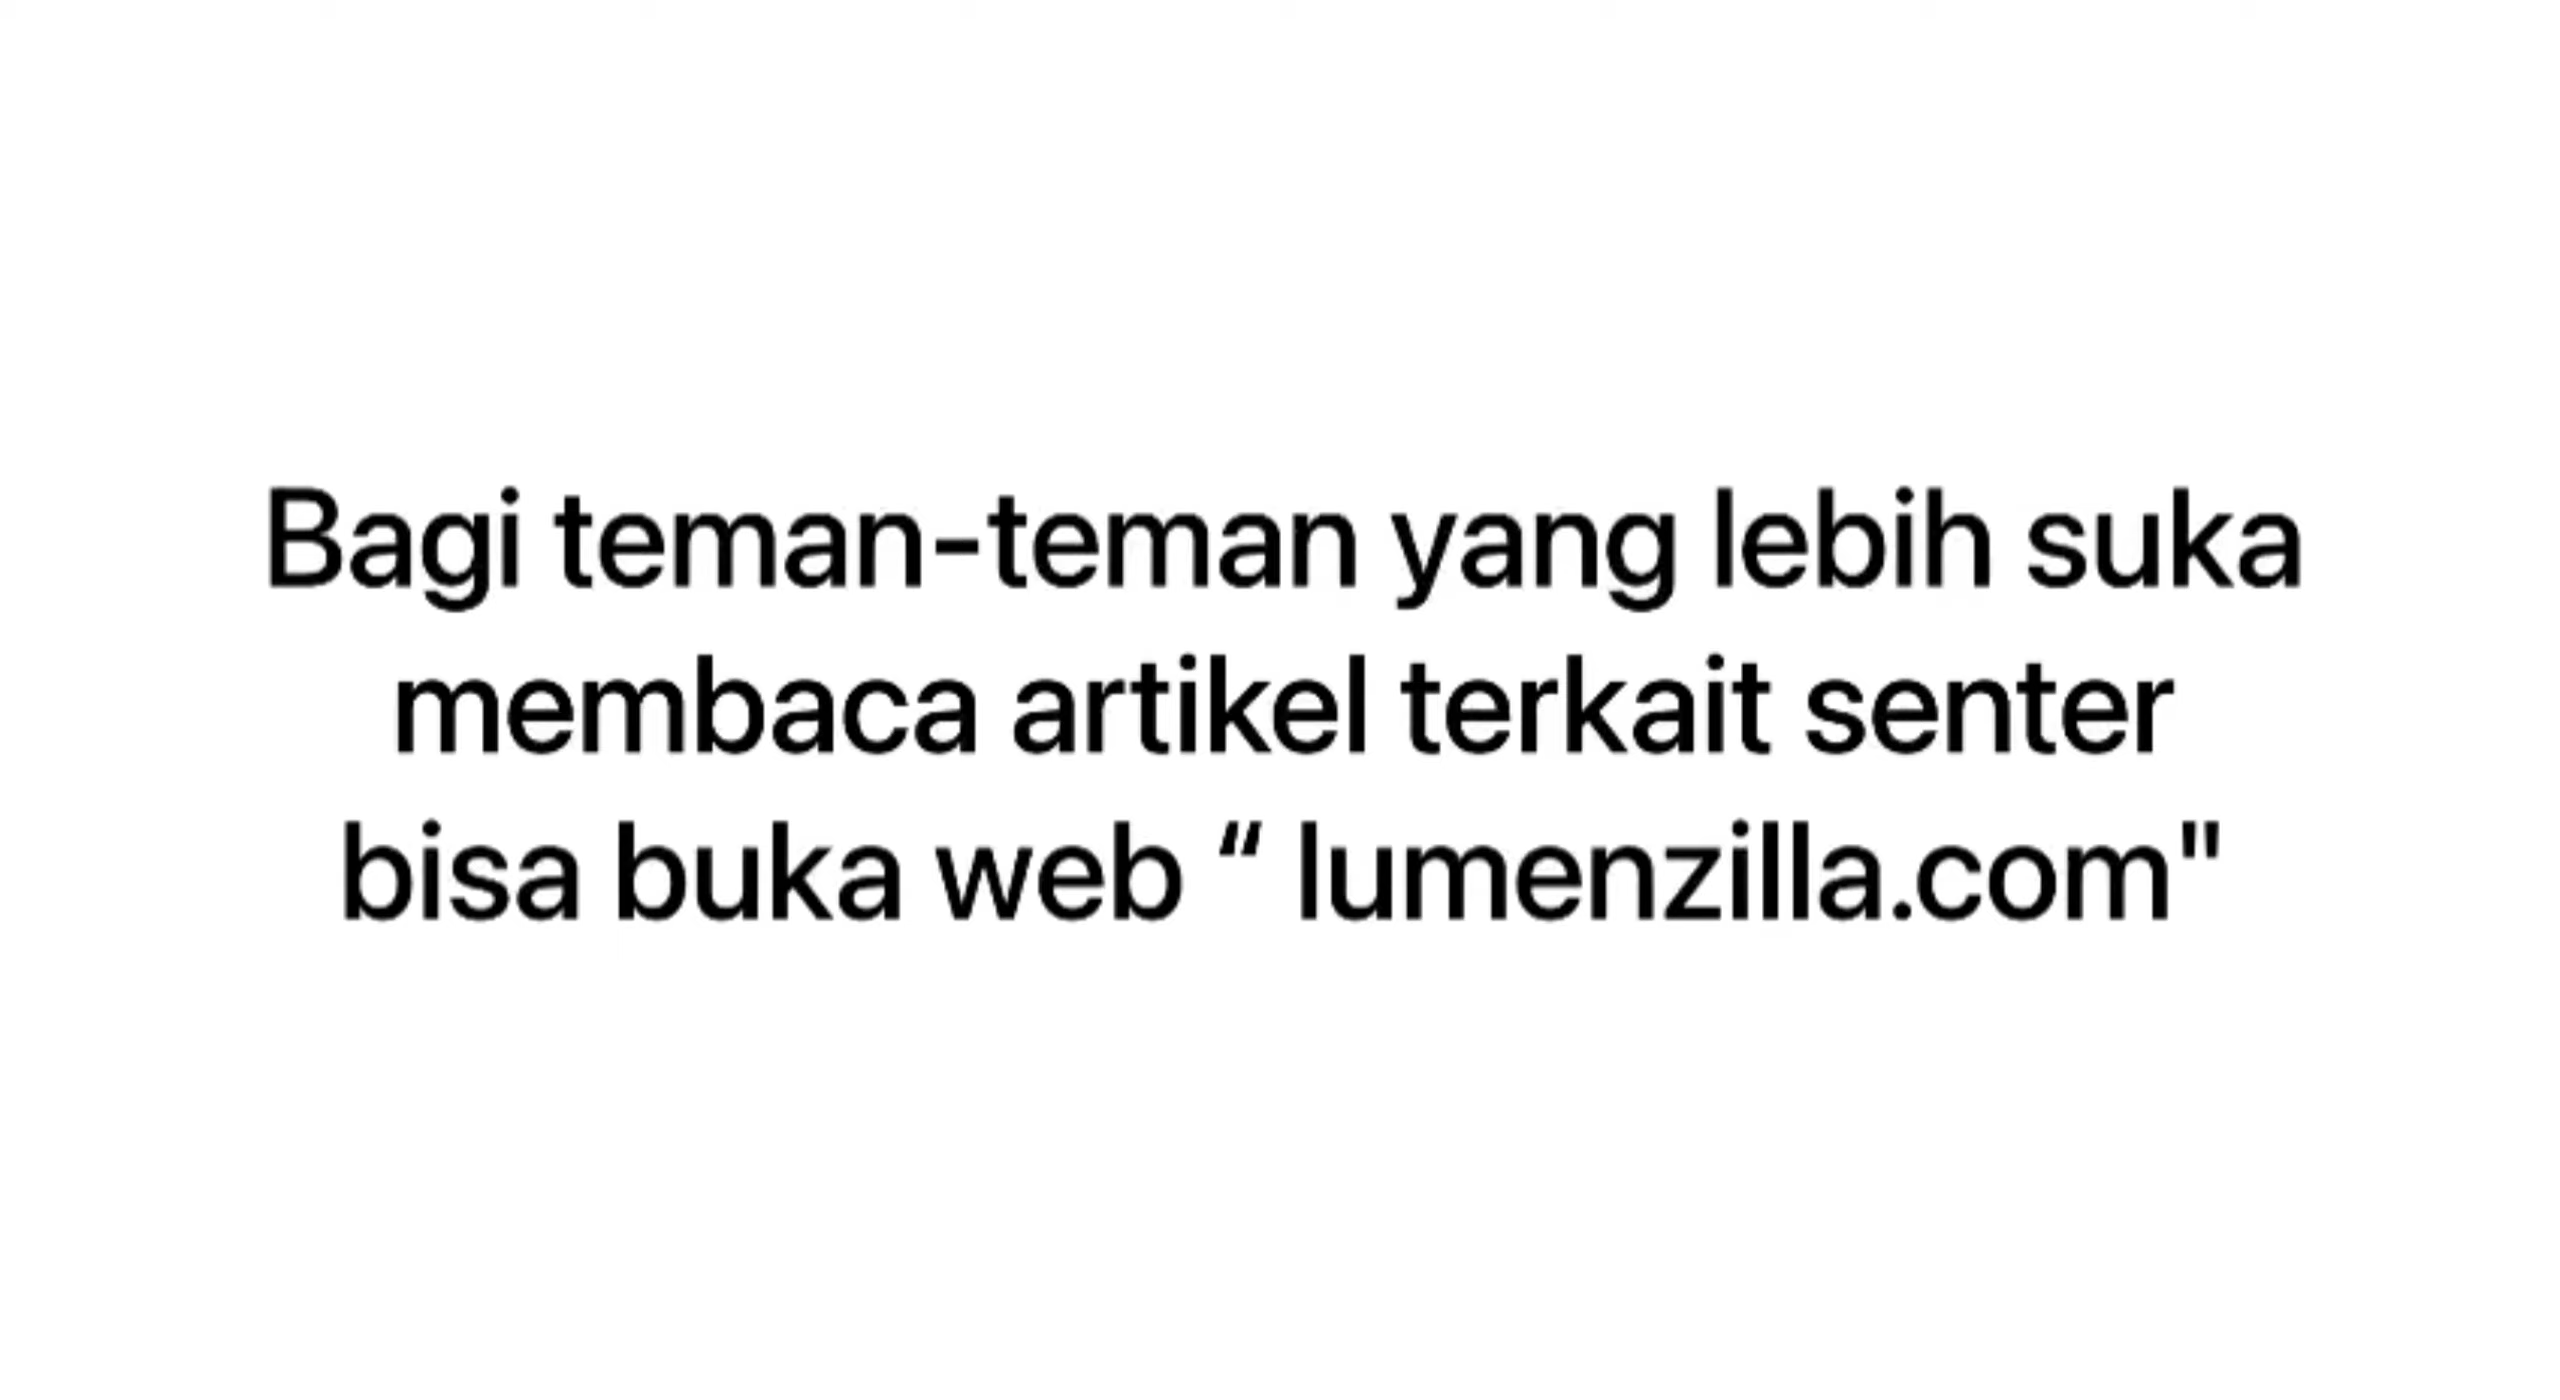 Bagi teman-teman yang lebih suka
membaca artikel terkait senter
bisa buka web “ lumenzilla.com"